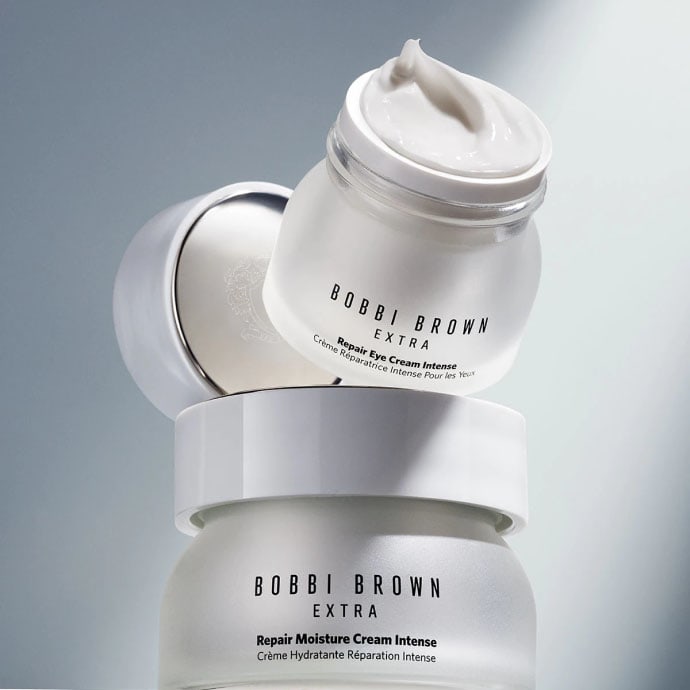 BOBBI BROWN
EXTRA
Repair Eye Cream Intense
Crème Réparatrice Intense Pour les Yeux
BOBBI BROWN
EXTRA
Repair Moisture Cream Intense
Crème Hydratante Réparation Intense